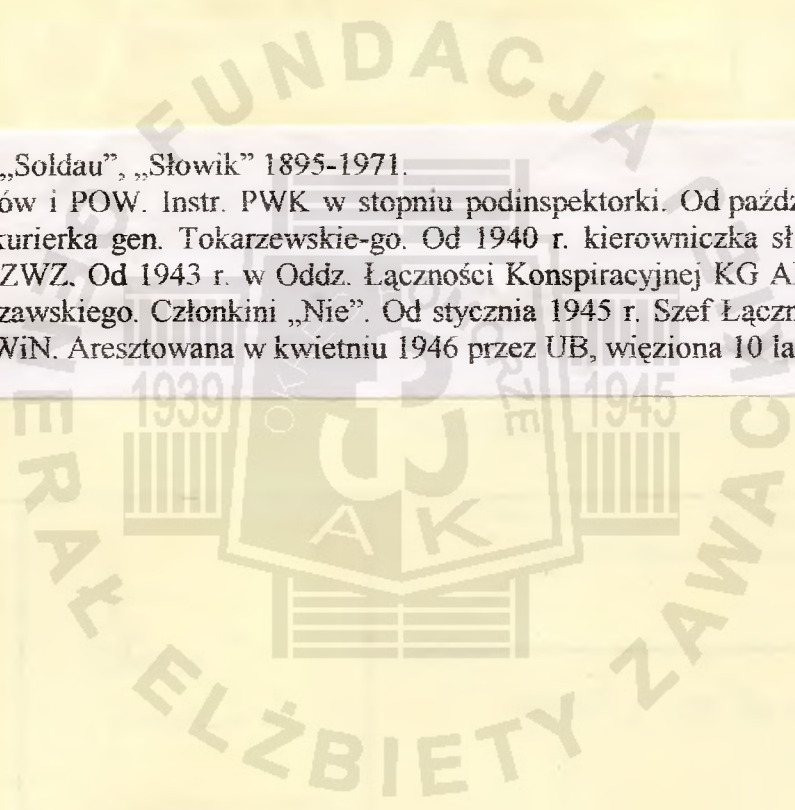 „Soldau”, „Słowik” 1895-1971.
ów i POW. Instr. PWK w stopniu podinspektorki. Od paźdz
kurierka gen. Tokarzewskie-go. Od 1940 r. kierowniczka sł
ZWZ. Od 1943 r. w Oddz. Łączności Konspiracyjnej KG A
zawskiego. Członkini „Nie”. Od stycznia 1945 r. Szef Łączn
WiN. Aresztowana w kwietniu 1946 przez UB, więziona 10 la
FUNDACJA
GENERAŁ ELŻBIETY ZAWAC
1939
1945
AK